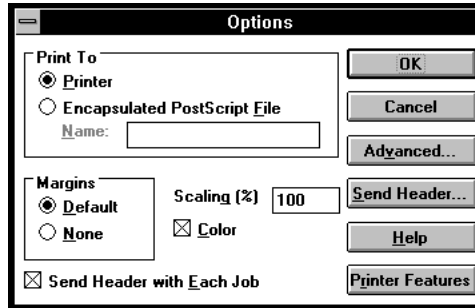 Options
Print To
Printer
Encapsulated PostScript File
Name:
Margins
Default
None
Scaling (%) 100
Color
Send Header with Each Job
OK
Cancel
Advanced...
Send Header...
Help
Printer Features